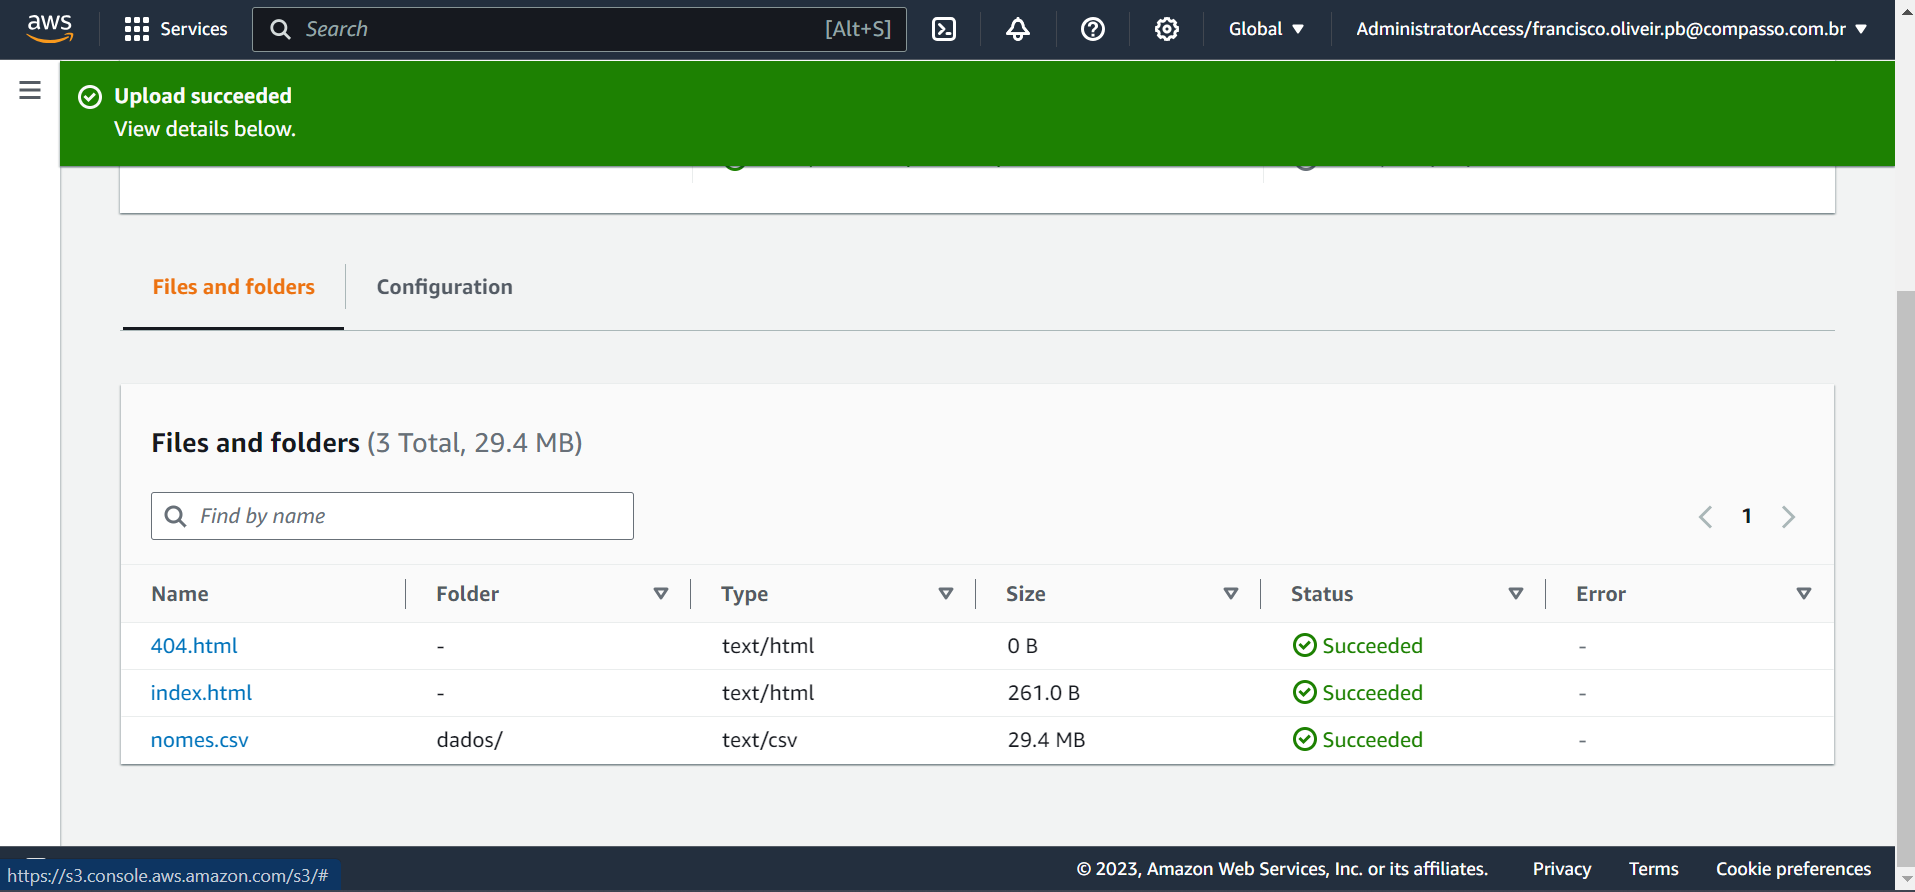 aws
Services
Search [Alt+S]
Global
AdministratorAccess/francisco.oliveir.pb@compasso.com.br
Upload succeeded
View details below.
Files and folders
Configuration
Files and folders (3 Total, 29.4 MB)
Find by name
1
Name Folder Type Size Status Error
404.html - text/html 0 B Succeeded -
index.html - text/html 261.0 B Succeeded -
nomes.csv dados/ text/csv 29.4 MB Succeeded -
© 2023, Amazon Web Services, Inc. or its affiliates. Privacy Terms Cookie preferences
https://s3.console.aws.amazon.com/s3/#